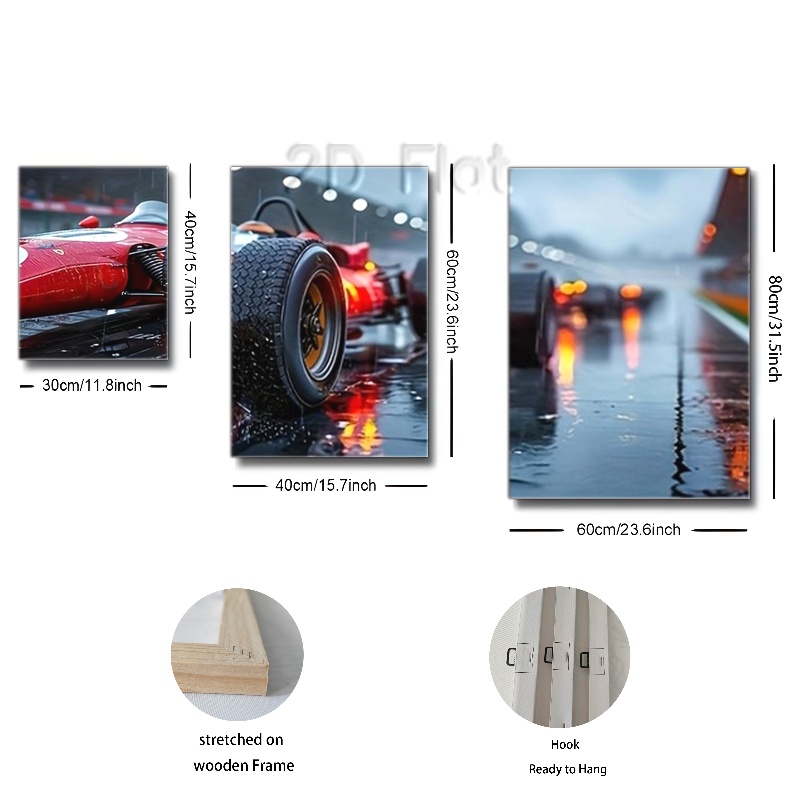 2D Flat
40cm/15.7inch
30cm/11.8inch
60cm/23.6inch
40cm/15.7inch
80cm/31.5inch
60cm/23.6inch
stretched on
wooden Frame
Hook
Ready to Hang